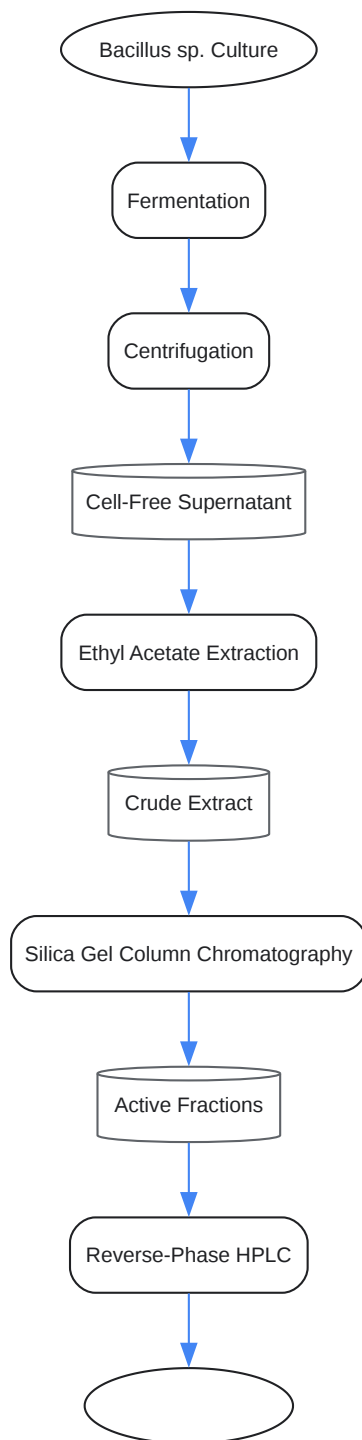 Bacillus sp. Culture
Fermentation
Centrifugation
Cell-Free Supernatant
Ethyl Acetate Extraction
Crude Extract
Silica Gel Column Chromatography
Active Fractions
Reverse-Phase HPLC